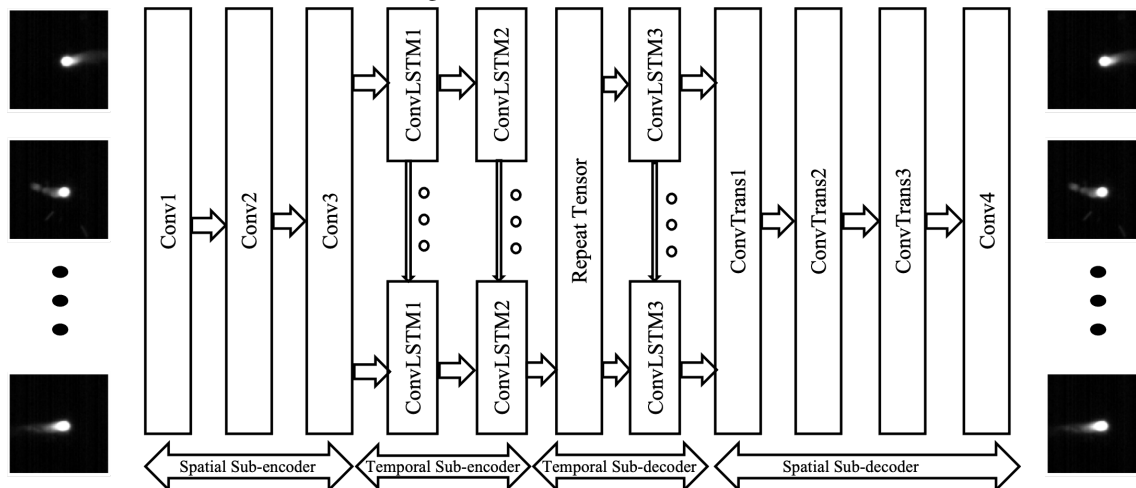 Conv1
Conv2
Conv3
ConvLSTM1
ConvLSTM2
ConvLSTM1
ConvLSTM2
Repeat Tensor
ConvLSTM3
ConvLSTM3
ConvTrans1
ConvTrans2
ConvTrans3
Conv4
Spatial Sub-encoder
Temporal Sub-encoder
Temporal Sub-decoder
Spatial Sub-decoder